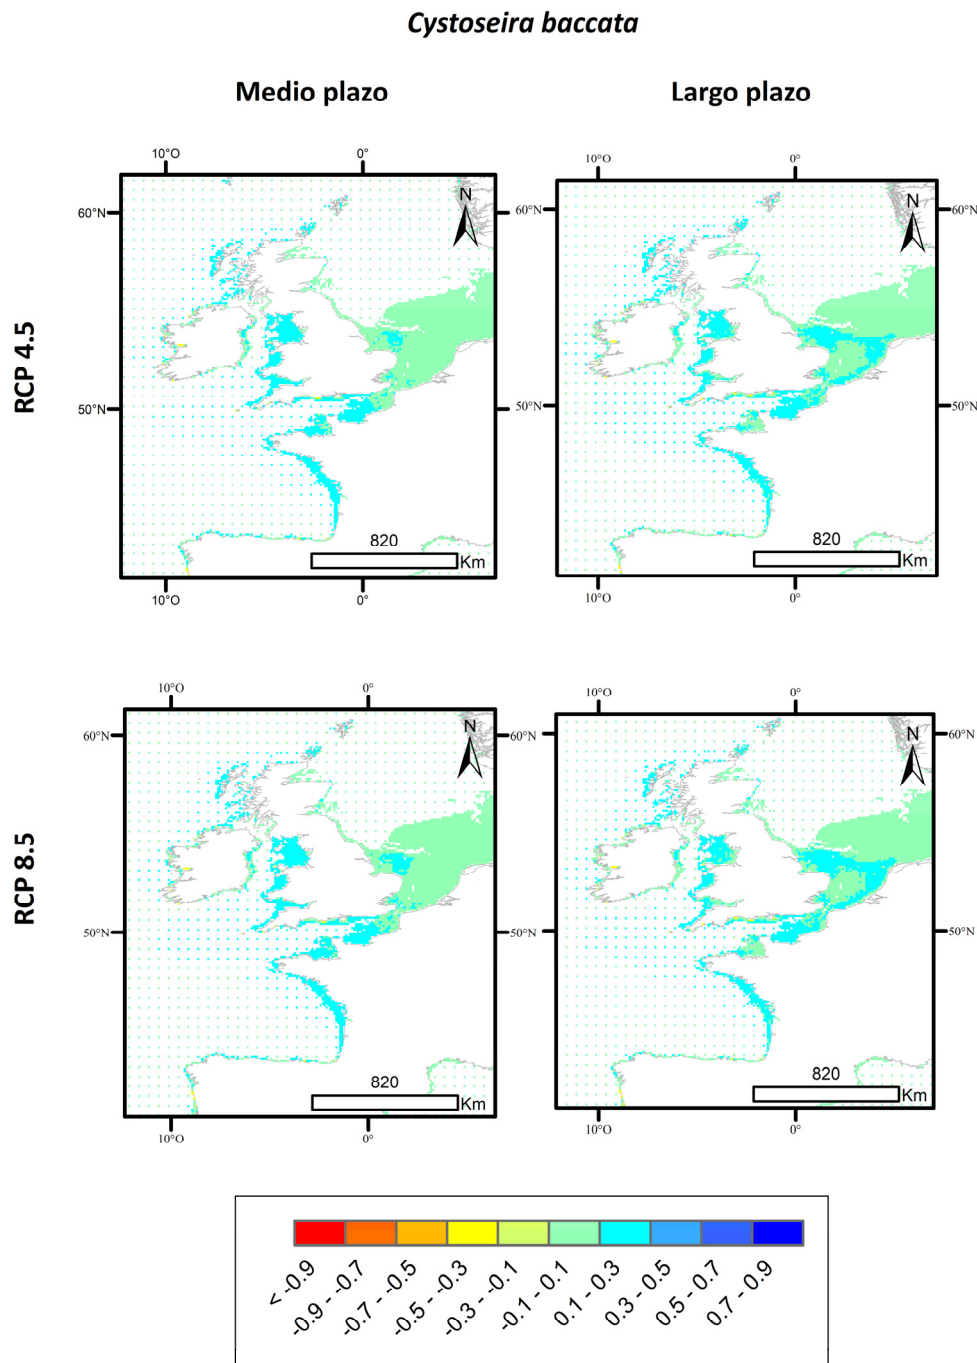 Cystoseira baccata
Medio plazo
Largo plazo
RCP 4.5
10°O 0°
60°N
50°N
N
820
Km
10°O 0°
10°O 0°
60°N 60°N
50°N 50°N
N
820
Km
10°O 0°
RCP 8.5
10°O 0°
60°N
50°N
N
820
Km
10°O 0°
10°O 0°
60°N 60°N
50°N 50°N
N
820
Km
10°O 0°
< -0.9
-0.9 - -0.7
-0.7 - -0.5
-0.5 - -0.3
-0.3 - -0.1
-0.1 - 0.1
0.1 - 0.3
0.3 - 0.5
0.5 - 0.7
0.7 - 0.9